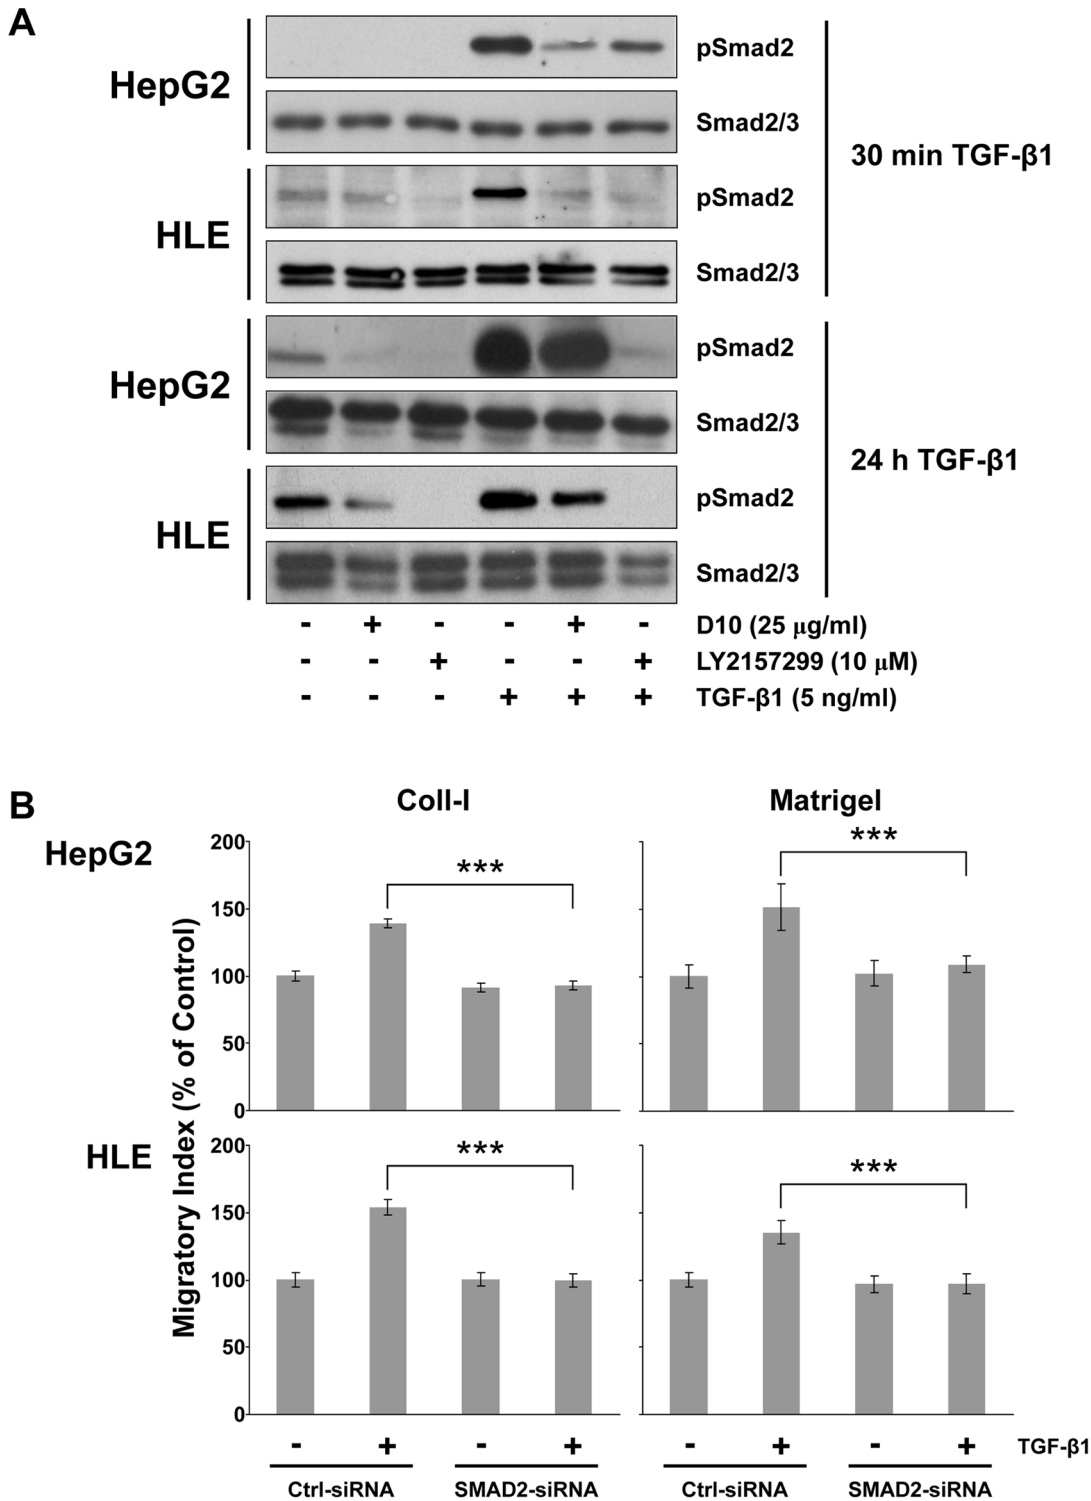 A
HepG2
pSmad2
Smad2/3
HLE
pSmad2
Smad2/3
30 min TGF-β1
HepG2
pSmad2
Smad2/3
HLE
pSmad2
Smad2/3
24 h TGF-β1
- + - - + - D10 (25 μg/ml)
- - + - - + LY2157299 (10 μM)
- - - + + + TGF-β1 (5 ng/ml)
B
Coll-I Matrigel
HepG2
HLE
Migratory Index (% of Control)
200
150
100
50
0
***
***
200
150
100
50
0
***
***
- + - + - + - + TGF-β1
Ctrl-siRNA SMAD2-siRNA Ctrl-siRNA SMAD2-siRNA